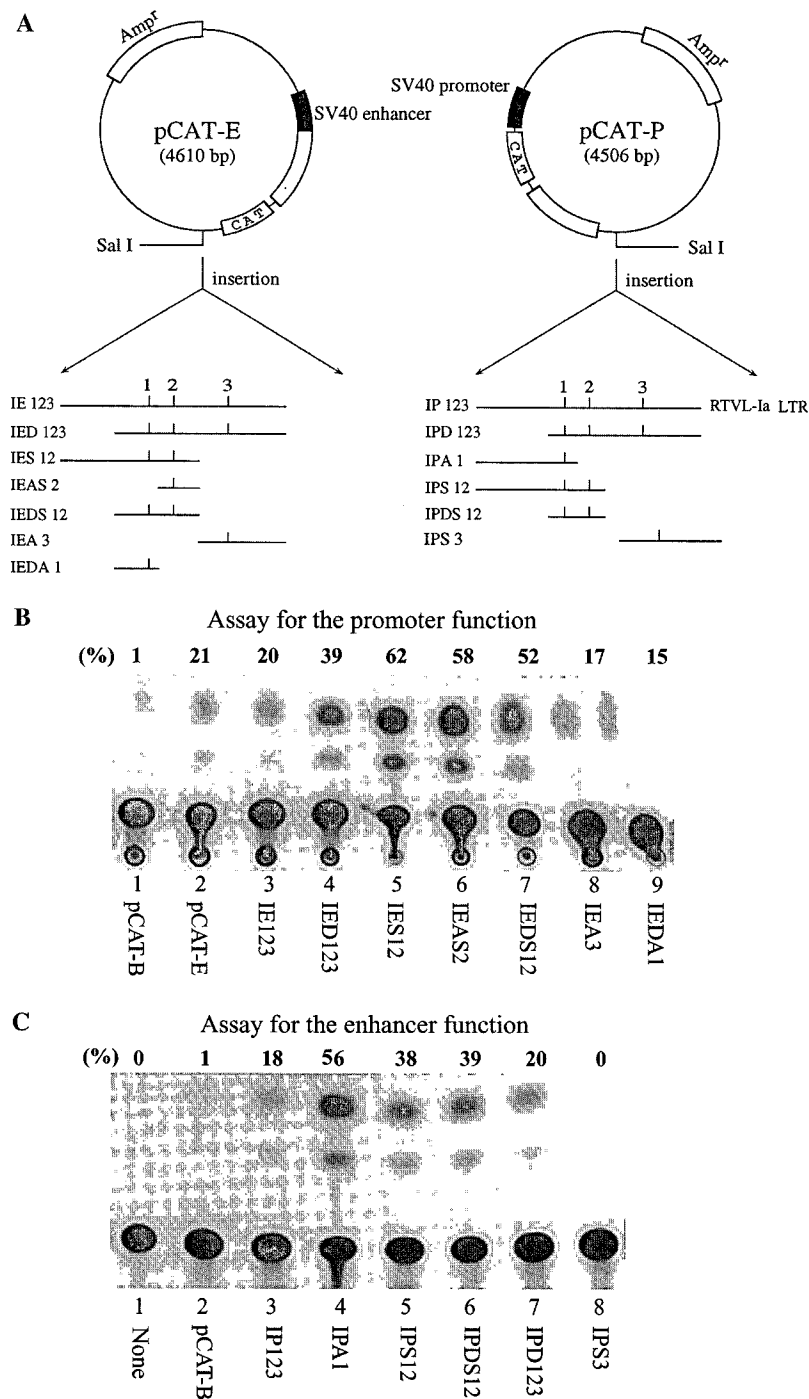 A
Ampr
Ampr
SV40 promoter
SV40 enhancer
pCAT-E
(4610 bp)
pCAT-P
(4506 bp)
CAT
CAT
Sal I
Sal I
insertion
insertion
1 2 3
1 2 3
IE 123
IED 123
IES 12
IEAS 2
IEDS 12
IEA 3
IEDA 1
IP 123
RTVL-Ia LTR
IPD 123
IPA 1
IPS 12
IPDS 12
IPS 3
B
Assay for the promoter function
(%) 1 21 20 39 62 58 52 17 15
1 2 3 4 5 6 7 8 9
pCAT-B
pCAT-E
IE123
IED123
IES12
IEAS2
IEDS12
IEA3
IEDA1
C
Assay for the enhancer function
(%) 0 1 18 56 38 39 20 0
1 2 3 4 5 6 7 8
None
pCAT-B
IP123
IPA1
IPS12
IPDS12
IPD123
IPS3